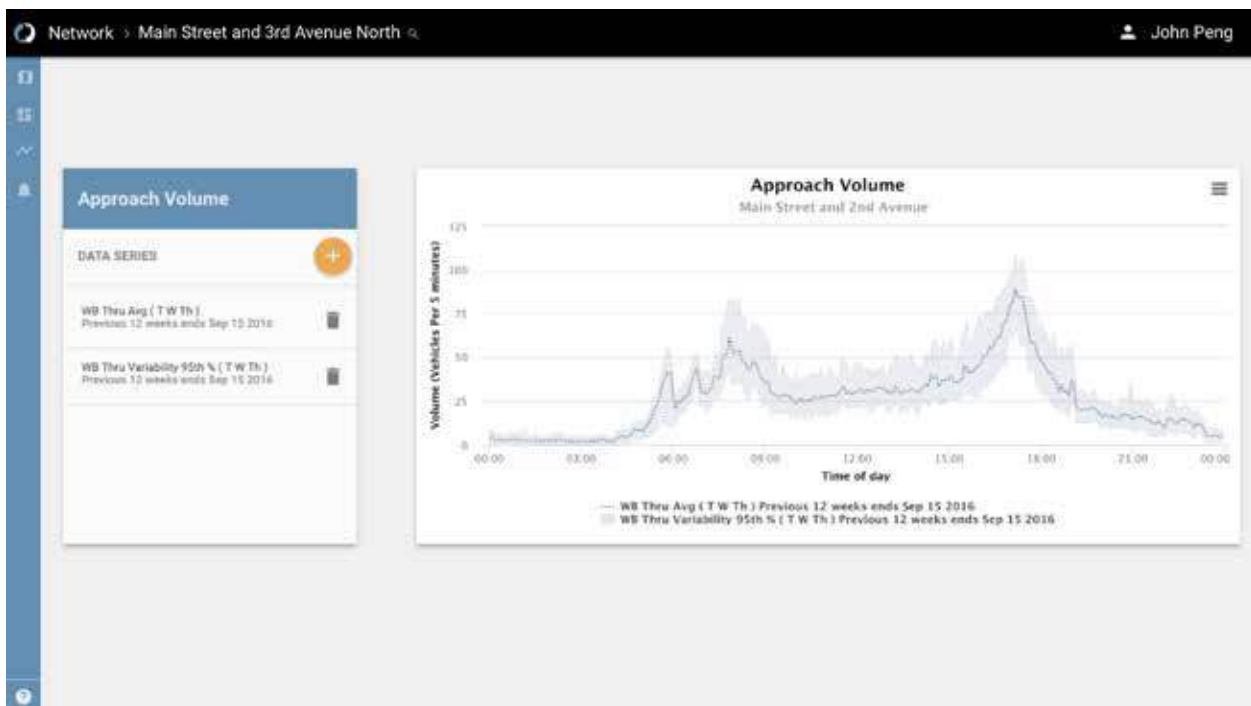 Network › Main Street and 3rd Avenue North
John Peng
Approach Volume
DATA SERIES
WB Thru Avg ( T W Th )
Previous 12 weeks ends Sep 15 2016
WB Thru Variability 95th % ( T W Th )
Previous 12 weeks ends Sep 15 2016
Approach Volume
Main Street and 2nd Avenue
Volume (Vehicles Per 5 minutes)
125
100
75
50
25
0
00:00 03:00 06:00 09:00 12:00 15:00 18:00 21:00 00:00
Time of day
WB Thru Avg ( T W Th ) Previous 12 weeks ends Sep 15 2016
WB Thru Variability 95th % ( T W Th ) Previous 12 weeks ends Sep 15 2016